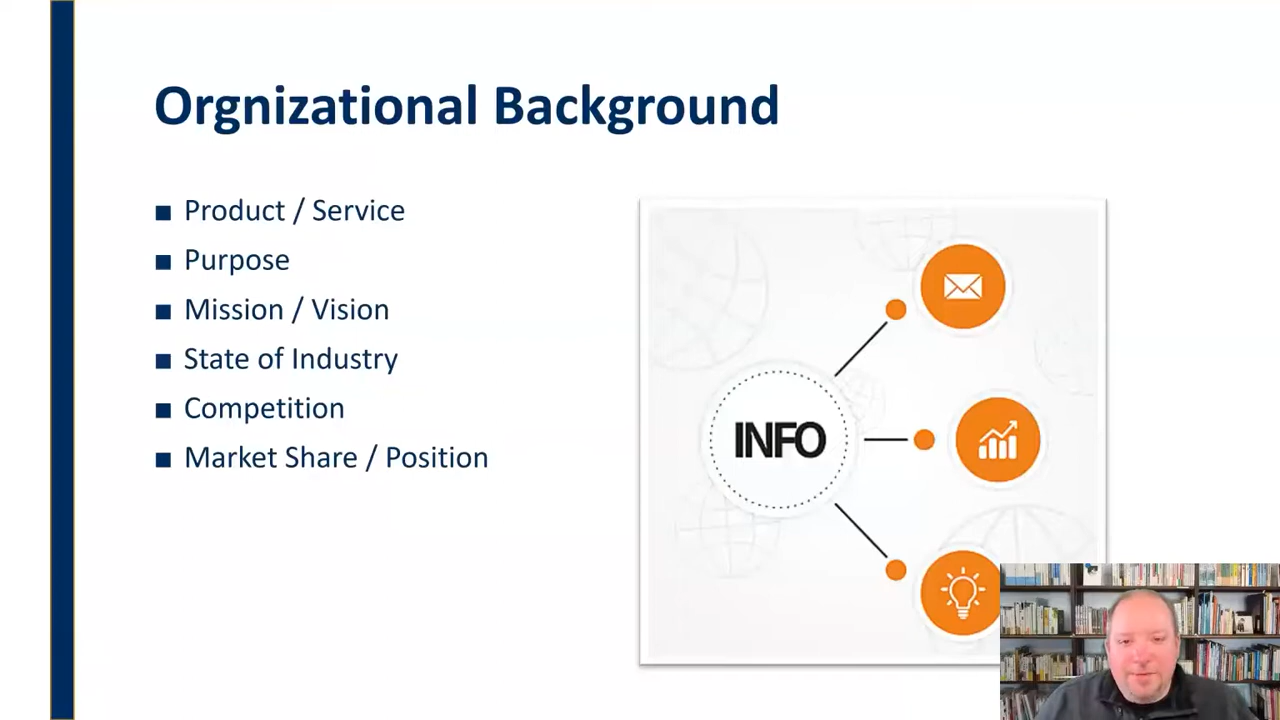 Orgnizational Background
■ Product / Service
■ Purpose
■ Mission / Vision
■ State of Industry
■ Competition
■ Market Share / Position
INFO